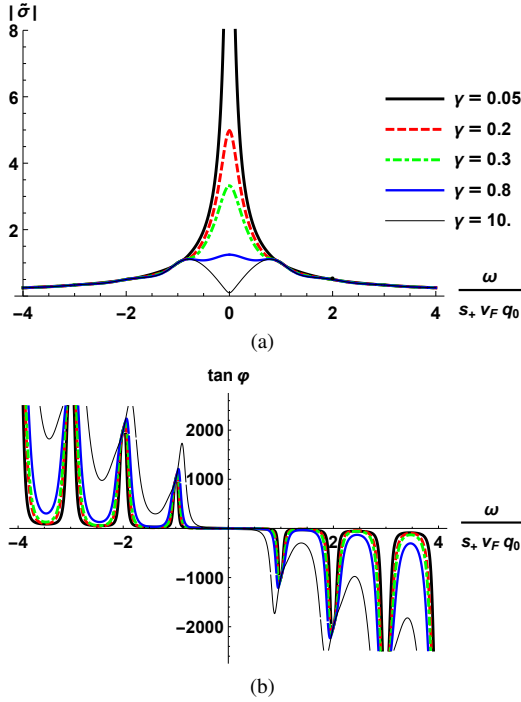 |σ̃|
8
6
4
2
−4 −2 0 2 4
γ = 0.05
γ = 0.2
γ = 0.3
γ = 0.8
γ = 10.
ω
s₊ v_F q₀
(a)
tan φ
2000
1000
−4 −2 2 4
−1000
−2000
ω
s₊ v_F q₀
(b)